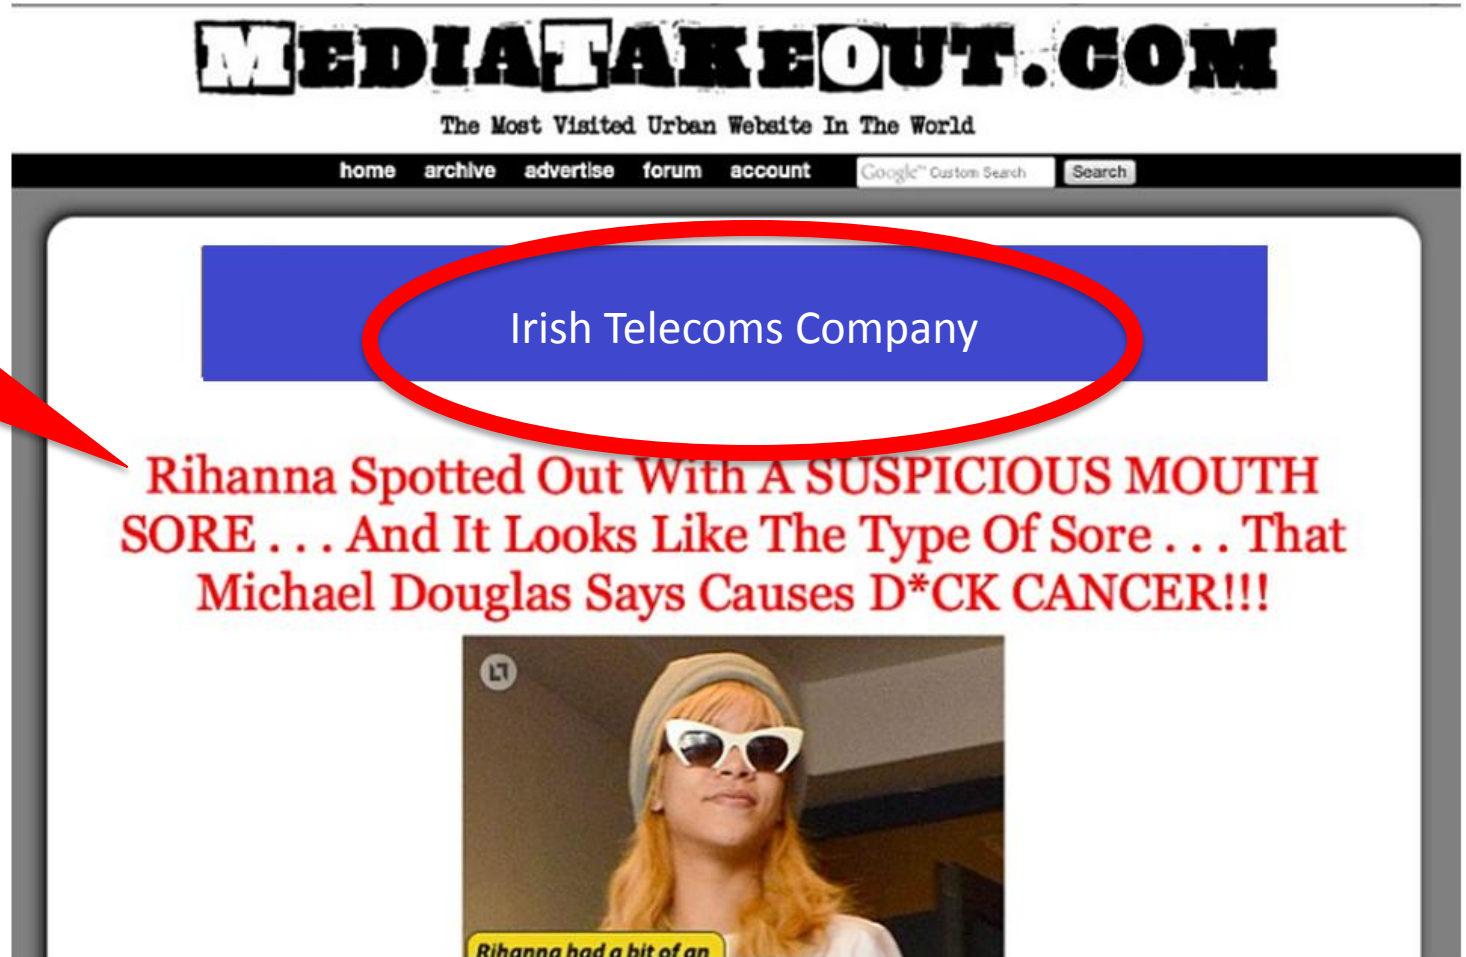 MEDIATAKEOUT.COM
The Most Visited Urban Website In The World
home archive advertise forum account Google™ Custom Search Search
Irish Telecoms Company
Rihanna Spotted Out With A SUSPICIOUS MOUTH
SORE . . . And It Looks Like The Type Of Sore . . . That
Michael Douglas Says Causes D*CK CANCER!!!
Rihanna had a bit of an